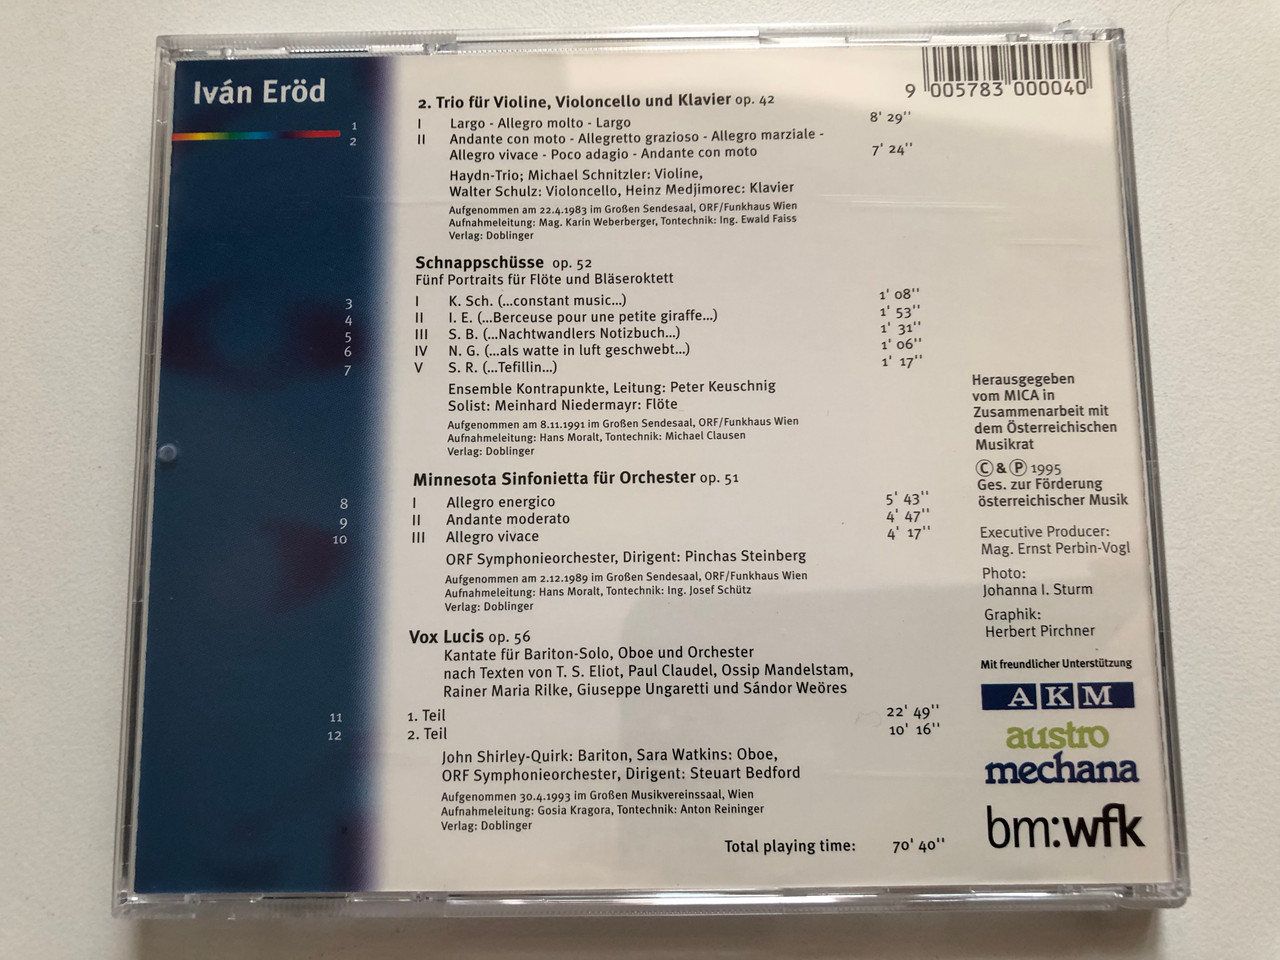 Iván Eröd
9 005783 000040
2. Trio für Violine, Violoncello und Klavier op. 42
1 I Largo - Allegro molto - Largo 8' 29''
2 II Andante con moto - Allegretto grazioso - Allegro marziale -
Allegro vivace - Poco adagio - Andante con moto 7' 24''
Haydn-Trio; Michael Schnitzler: Violine,
Walter Schulz: Violoncello, Heinz Medjimorec: Klavier
Aufgenommen am 22.4.1983 im Großen Sendesaal, ORF/Funkhaus Wien
Aufnahmeleitung: Mag. Karin Weberberger, Tontechnik: Ing. Ewald Faiss
Verlag: Doblinger
Schnappschüsse op. 52
Fünf Portraits für Flöte und Bläseroktett
3 I K. Sch. (...constant music...) 1' 08''
4 II I. E. (...Berceuse pour une petite giraffe...) 1' 53''
5 III S. B. (...Nachtwandlers Notizbuch...) 1' 31''
6 IV N. G. (...als watte in luft geschwebt...) 1' 06''
7 V S. R. (...Tefillin...) 1' 17''
Ensemble Kontrapunkte, Leitung: Peter Keuschnig
Solist: Meinhard Niedermayr: Flöte
Aufgenommen am 8.11.1991 im Großen Sendesaal, ORF/Funkhaus Wien
Aufnahmeleitung: Hans Moralt, Tontechnik: Michael Clausen
Verlag: Doblinger
Minnesota Sinfonietta für Orchester op. 51
8 I Allegro energico 5' 43''
9 II Andante moderato 4' 47''
10 III Allegro vivace 4' 17''
ORF Symphonieorchester, Dirigent: Pinchas Steinberg
Aufgenommen am 2.12.1989 im Großen Sendesaal, ORF/Funkhaus Wien
Aufnahmeleitung: Hans Moralt, Tontechnik: Ing. Josef Schütz
Verlag: Doblinger
Vox Lucis op. 56
Kantate für Bariton-Solo, Oboe und Orchester
nach Texten von T. S. Eliot, Paul Claudel, Ossip Mandelstam,
Rainer Maria Rilke, Giuseppe Ungaretti und Sándor Weöres
11 1. Teil 22' 49''
12 2. Teil 10' 16''
John Shirley-Quirk: Bariton, Sara Watkins: Oboe,
ORF Symphonieorchester, Dirigent: Steuart Bedford
Aufgenommen 30.4.1993 im Großen Musikvereinssaal, Wien
Aufnahmeleitung: Gosia Kragora, Tontechnik: Anton Reininger
Verlag: Doblinger
Total playing time: 70' 40''
Herausgegeben
vom MICA in
Zusammenarbeit mit
dem Österreichischen
Musikrat
© & ℗ 1995
Ges. zur Förderung
österreichischer Musik
Executive Producer:
Mag. Ernst Perbin-Vogl
Photo:
Johanna I. Sturm
Graphik:
Herbert Pirchner
Mit freundlicher Unterstützung
AKM
austro
mechana
bm:wfk